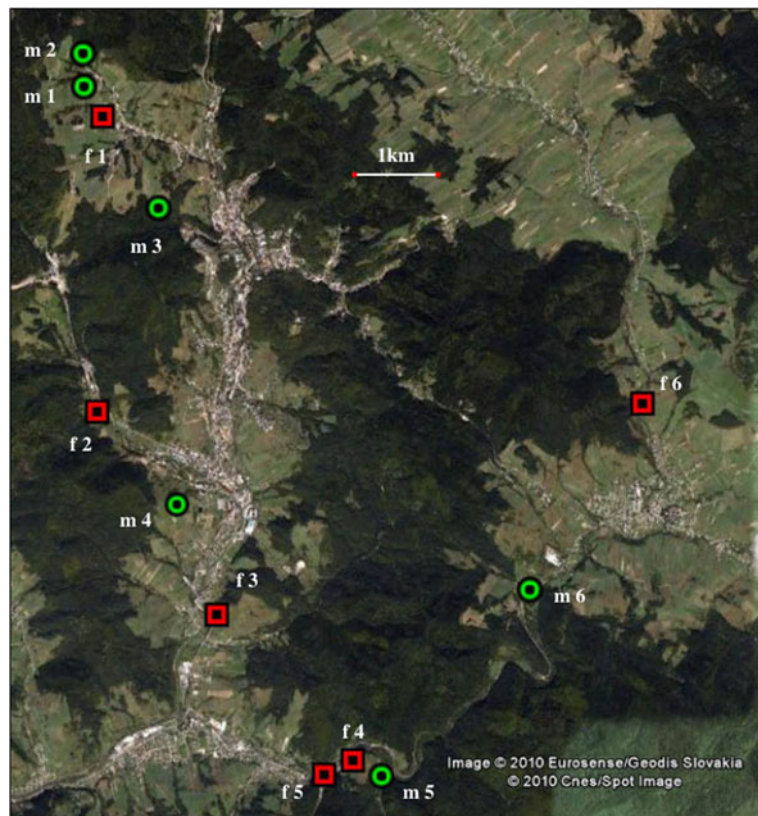 m 2
m 1
f 1
1km
m 3
f 6
f 2
m 4
f 3
m 6
f 4
Image © 2010 Eurosense/Geodis Slovakia
© 2010 Cnes/Spot Image
f 5
m 5